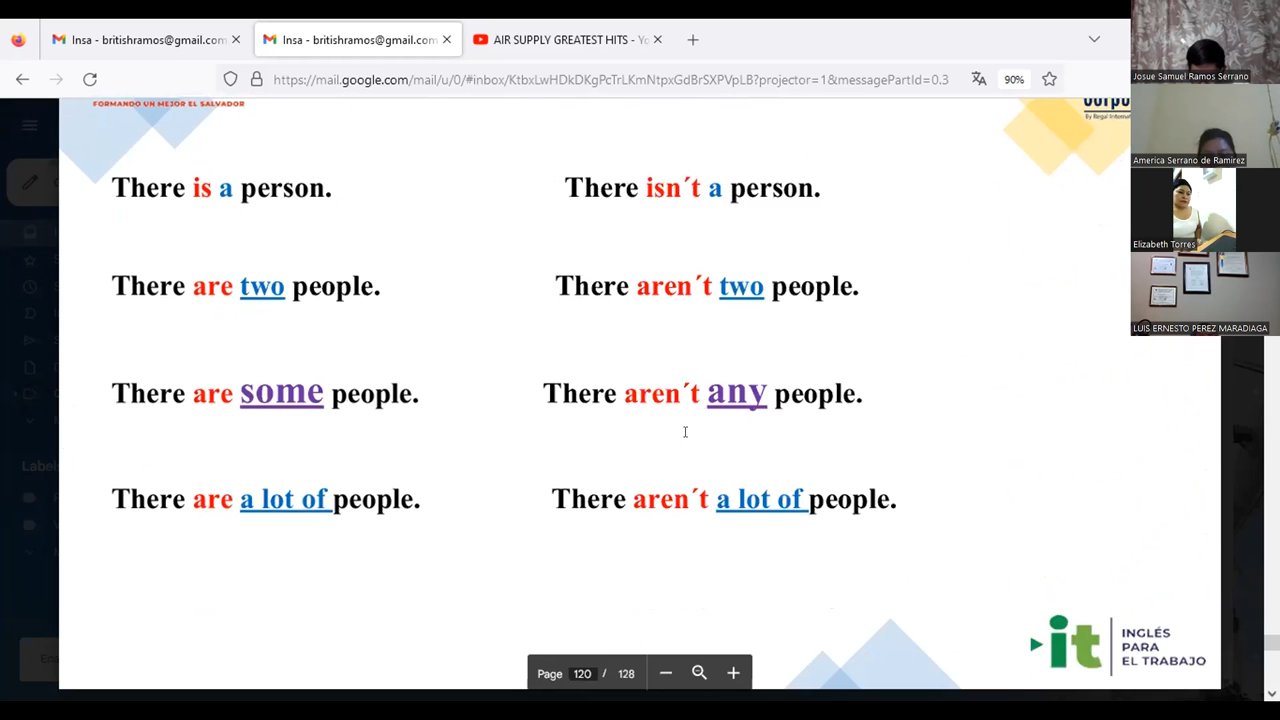 Insa - britishramos@gmail.com
Insa - britishramos@gmail.com
AIR SUPPLY GREATEST HITS - Yo
https://mail.google.com/mail/u/0/#inbox/KtbxLwHDkDKgPcTrLKmNtpxGdBrSXPVpLB?projector=1&messagePartId=0.3
90%
Josue Samuel Ramos Serrano
America Serrano de Ramirez
Elizabeth Torres
LUIS ERNESTO PEREZ MARADIAGA
FORMANDO UN MEJOR EL SALVADOR
There is a person.
There isn´t a person.
There are two people.
There aren´t two people.
There are some people.
There aren´t any people.
There are a lot of people.
There aren´t a lot of people.
Labels
Page 120 / 128
it
INGLÉS
PARA
EL TRABAJO